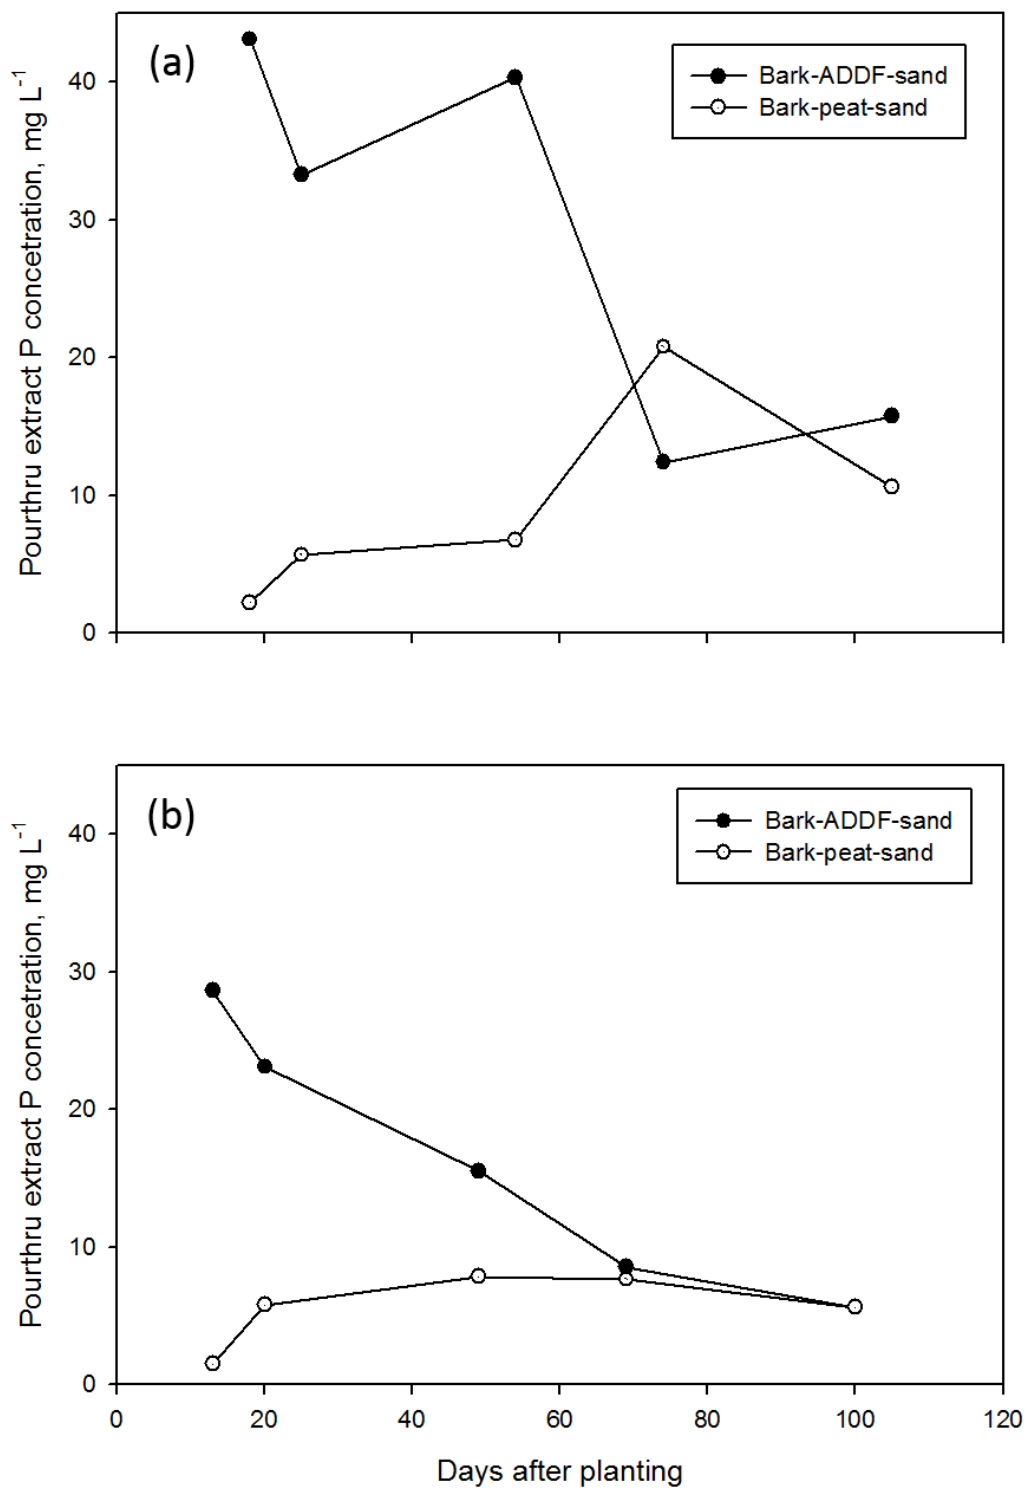 (a)
Bark-ADDF-sand
Bark-peat-sand
Pourthru extract P concetration, mg L⁻¹
40
30
20
10
0
(b)
Bark-ADDF-sand
Bark-peat-sand
Pourthru extract P concetration, mg L⁻¹
40
30
20
10
0
0 20 40 60 80 100 120
Days after planting